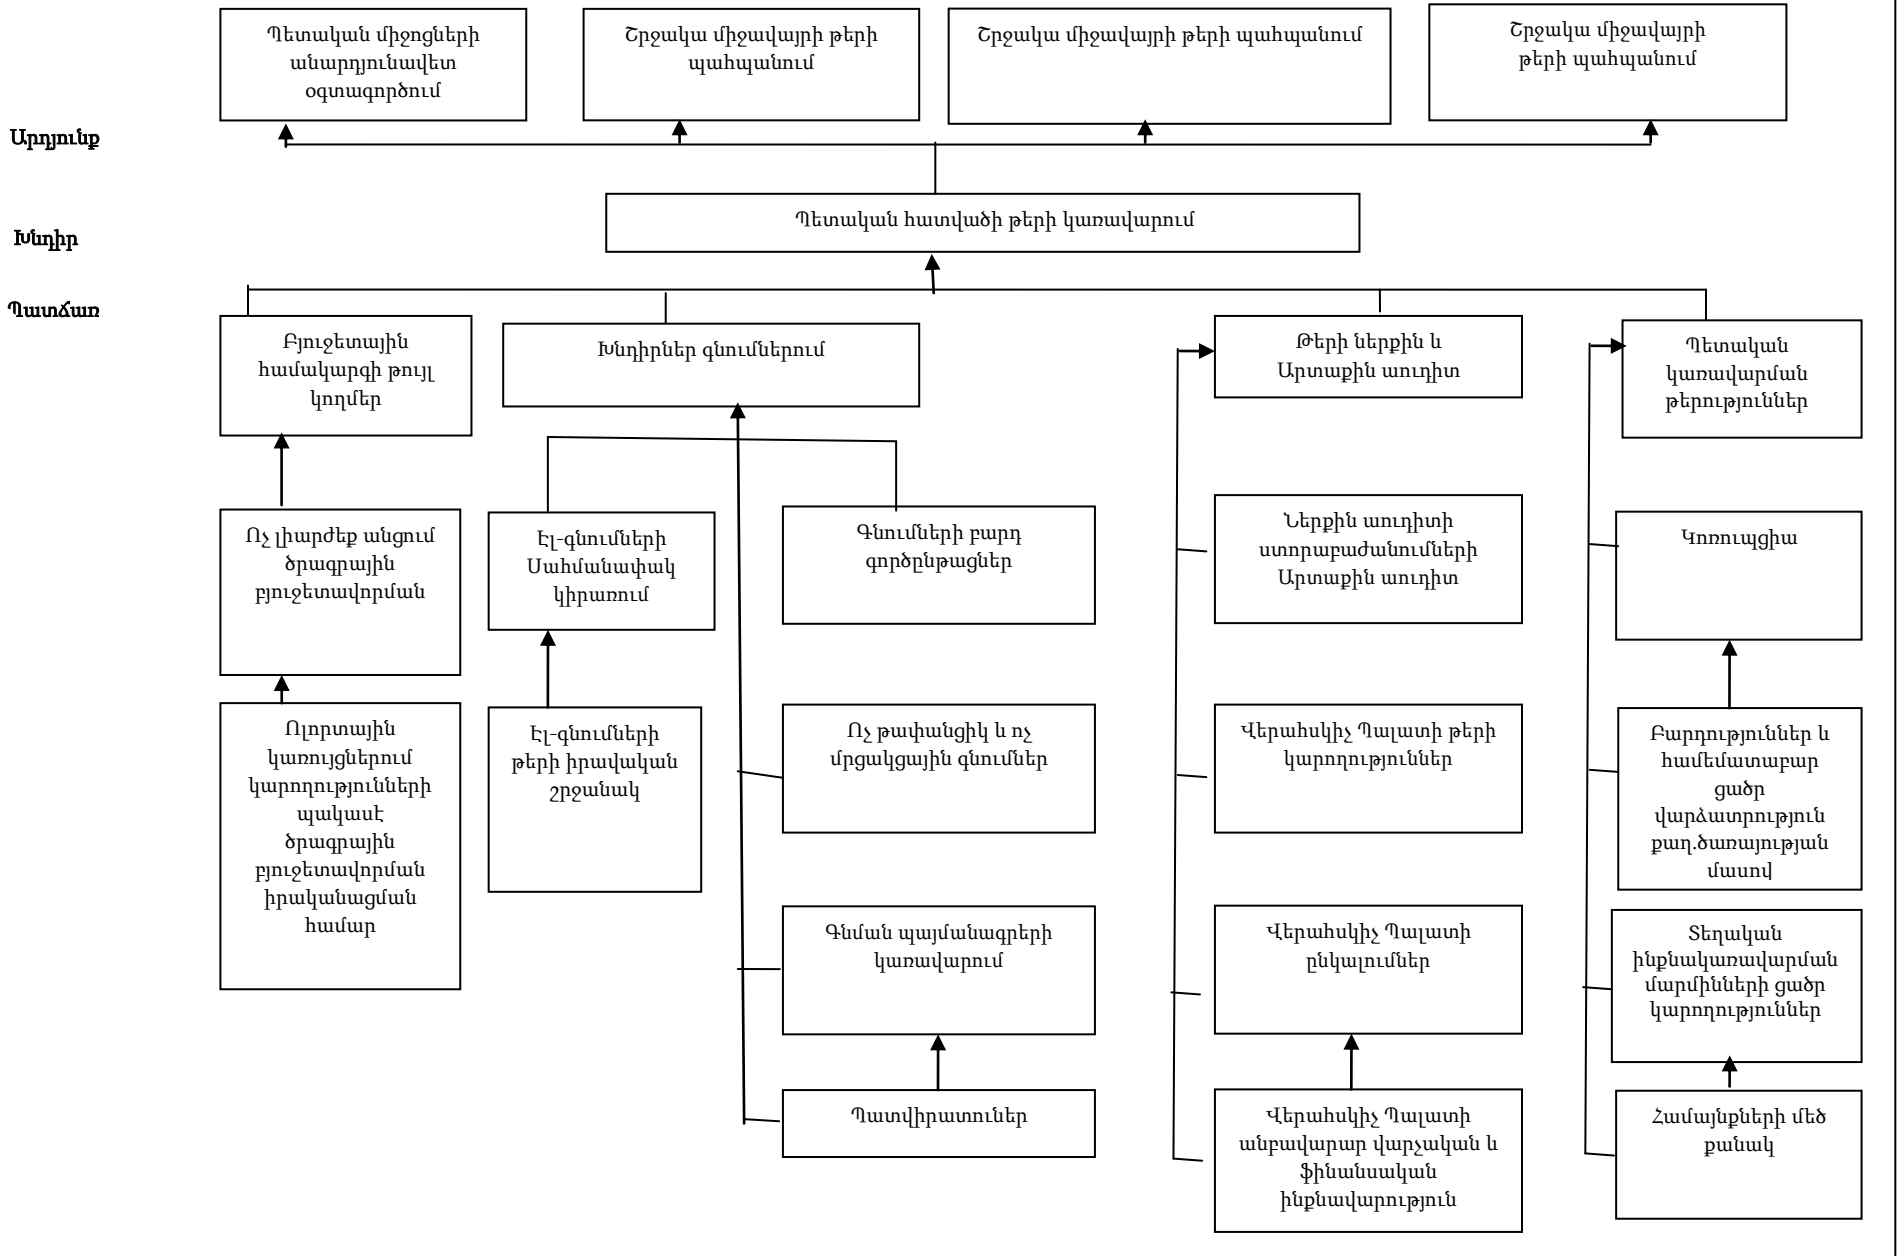 Պետական միջոցների
անարդյունավետ
օգտագործում
Շրջակա միջավայրի թերի
պահպանում
Շրջակա միջավայրի թերի պահպանում
Շրջակա միջավայրի
թերի պահպանում
Արդյունք
Խնդիր
Պետական հատվածի թերի կառավարում
Պատճառ
Բյուջետային
համակարգի թույլ
կողմեր
Խնդիրներ գնումներում
Թերի ներքին և
Արտաքին աուդիտ
Պետական
կառավարման
թերություններ
Ոչ լիարժեք անցում
ծրագրային
բյուջետավորման
Էլ-գնումների
Սահմանափակ
կիրառում
Գնումների բարդ
գործընթացներ
Ներքին աուդիտի
ստորաբաժանումների
Արտաքին աուդիտ
Կոռուպցիա
Ոլորտային
կառույցներում
կարողությունների
պակասէ
ծրագրային
բյուջետավորման
իրականացման
համար
Էլ-գնումների
թերի իրավական
շրջանակ
Ոչ թափանցիկ և ոչ
մրցակցային գնումներ
Վերահսկիչ Պալատի թերի
կարողություններ
Բարդություններ և
համեմատաբար
ցածր
վարձատրություն
քաղ.ծառայության
մասով
Գնման պայմանագրերի
կառավարում
Վերահսկիչ Պալատի
ընկալումներ
Տեղական
ինքնակառավարման
մարմինների ցածր
կարողություններ
Պատվիրատուներ
Վերահսկիչ Պալատի
անբավարար վարչական և
ֆինանսական
ինքնավարություն
Համայնքների մեծ
քանակ